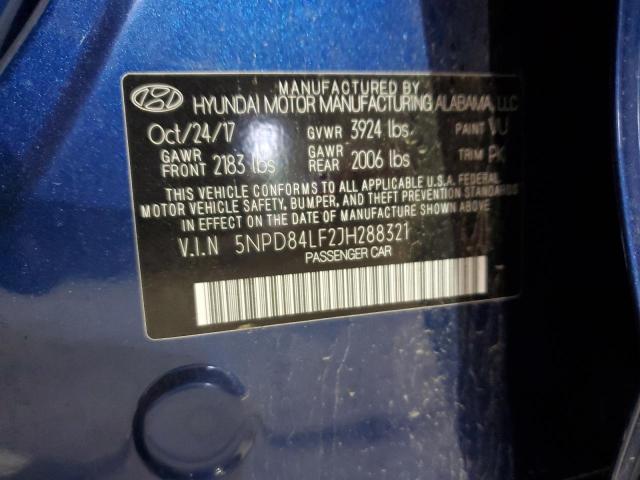 MANUFACTURED BY
HYUNDAI MOTOR MANUFACTURING ALABAMA, LLC
Oct/24/17 GVWR 3924 lbs. PAINT
GAWR FRONT 2183 lbs GAWR REAR 2006 lbs TRIM
THIS VEHICLE CONFORMS TO ALL APPLICABLE U.S.A. FEDERAL
MOTOR VEHICLE SAFETY, BUMPER, AND THEFT PREVENTION STANDARDS
IN EFFECT ON THE DATE OF MANUFACTURE SHOWN ABOVE.
V.I.N 5NPD84LF2JH288321
PASSENGER CAR